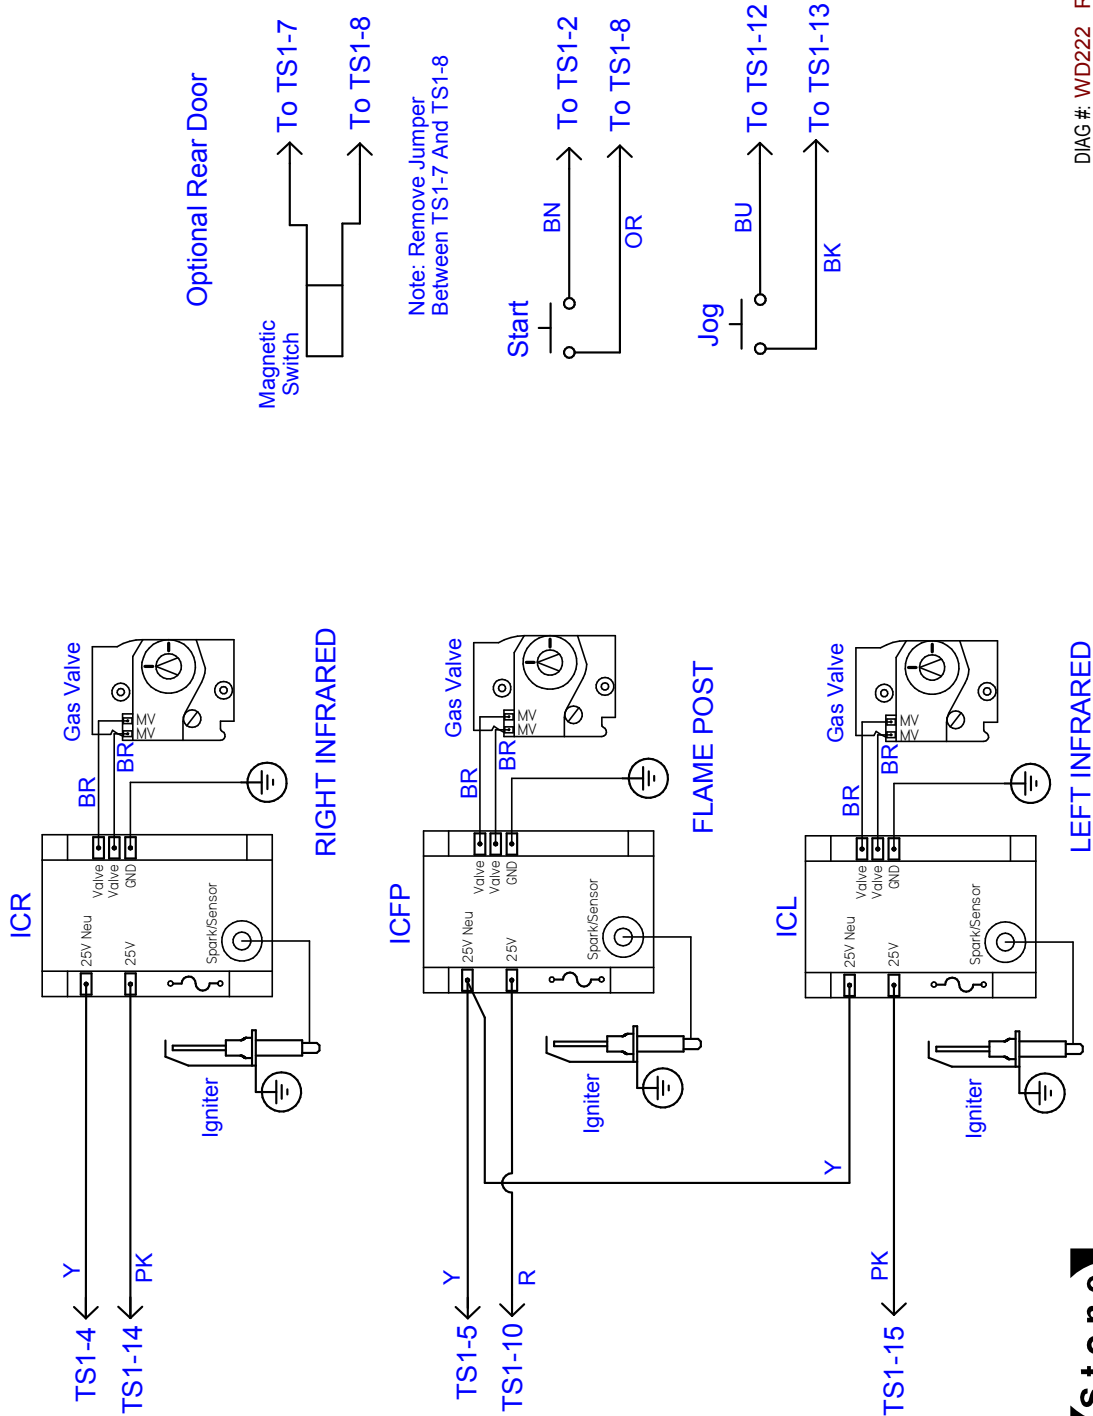 Optional Rear Door
Magnetic
Switch
To TS1-7
To TS1-8
Note: Remove Jumper
Between TS1-7 And TS1-8
Start
BN
To TS1-2
OR
To TS1-8
Jog
BU
To TS1-12
BK
To TS1-13
ICR
TS1-4
Y
25V Neu
TS1-14
PK
25V
Valve
Valve
GND
Spark/Sensor
Igniter
BR
BR
Gas Valve
MV
MV
RIGHT INFRARED
ICFP
TS1-5
Y
25V Neu
TS1-10
R
25V
Valve
Valve
GND
Spark/Sensor
Igniter
BR
BR
Gas Valve
MV
MV
FLAME POST
ICL
Y
25V Neu
TS1-15
PK
25V
Valve
Valve
GND
Spark/Sensor
Igniter
BR
BR
Gas Valve
MV
MV
LEFT INFRARED
DIAG #: WD222